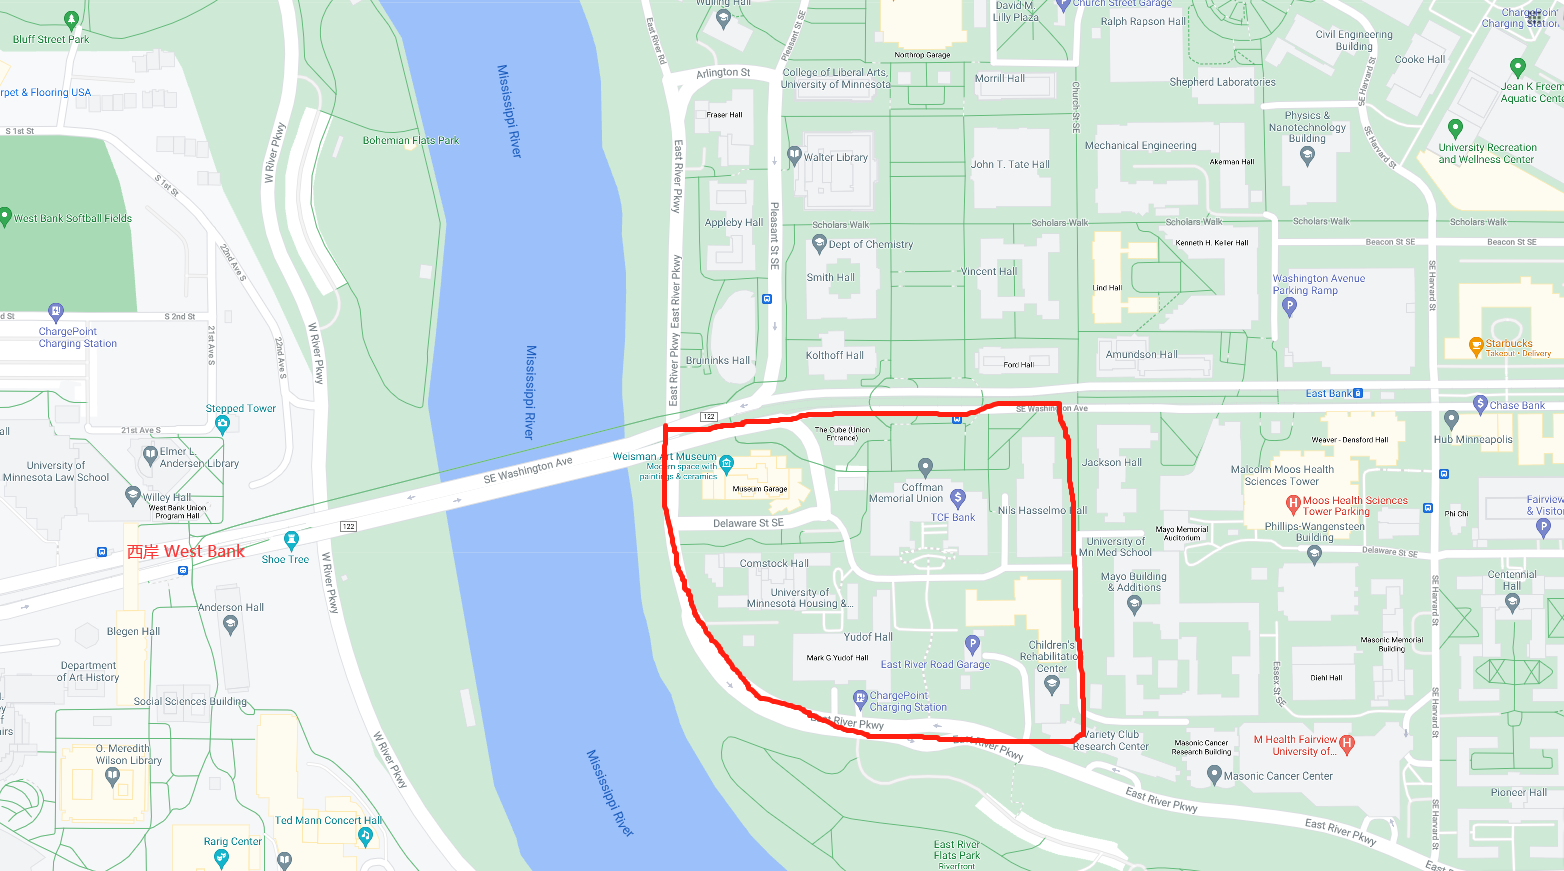 Bluff Street Park
rpet & Flooring USA
S 1st St
W River Pkwy
S 1st St
West Bank Softball Fields
22nd Ave S
Bohemian Flats Park
Mississippi River
ChargePoint
Charging Station
S 2nd St
21st Ave S
22nd Ave S
W River Pkwy
Mississippi River
Stepped Tower
21st Ave S
Elmer L.
Andersen Library
University of
Minnesota Law School
Willey Hall
West Bank Union
Program Hall
SE Washington Ave
122
西岸 West Bank
Shoe Tree
W River Pkwy
Anderson Hall
Blegen Hall
Department
of Art History
Social Sciences Building
O. Meredith
Wilson Library
W River Pkwy
Mississippi River
Ted Mann Concert Hall
Rarig Center
Wulling Hall
Pleasant St SE
East River Rd
Arlington St
College of Liberal Arts,
University of Minnesota
Northrop Garage
David M.
Lilly Plaza
Church Street Garage
Ralph Rapson Hall
Morrill Hall
Church St SE
Shepherd Laboratories
Civil Engineering
Building
Cooke Hall
ChargePoin
Charging Station
SE Harvard St
Jean K Freem
Aquatic Cente
Fraser Hall
Walter Library
John T. Tate Hall
Mechanical Engineering
Akerman Hall
Physics &
Nanotechnology
Building
SE Harvard St
University Recreation
and Wellness Center
East River Pkwy
Appleby Hall
Pleasant St SE
Scholars Walk
Scholars Walk
Scholars Walk
Scholars Walk
Scholars Walk
Dept of Chemistry
Smith Hall
Vincent Hall
Kenneth H. Keller Hall
Lind Hall
Beacon St SE
Beacon St SE
Washington Avenue
Parking Ramp
SE Harvard St
East River Pkwy
East River Pkwy
Bruininks Hall
Kolthoff Hall
Ford Hall
Amundson Hall
Starbucks
Takeout • Delivery
East Bank
Chase Bank
122
SE Washington Ave
The Cube (Union
Entrance)
Weisman Art Museum
Modern space with
paintings & ceramics
Museum Garage
Coffman
Memorial Union
TCF Bank
Nils Hasselmo Hall
Jackson Hall
Weaver - Densford Hall
Hub Minneapolis
Malcolm Moos Health
Sciences Tower
Moos Health Sciences
Tower Parking
Phi Chi
Fairview
& Visitor
Delaware St SE
Mayo Memorial
Auditorium
Phillips-Wangensteen
Building
University of
Mn Med School
Delaware St SE
Comstock Hall
University of
Minnesota Housing &...
Mayo Building
& Additions
Centennial
Hall
SE Harvard St
Yudof Hall
Mark G.Yudof Hall
East River Road Garage
Children's
Rehabilitation
Center
Masonic Memorial
Building
Essex St SE
Diehl Hall
ChargePoint
Charging Station
East River Pkwy
East River Pkwy
Variety Club
Research Center
Masonic Cancer
Research Building
M Health Fairview
University of...
SE Harvard St
Masonic Cancer Center
East River Pkwy
East River Pkwy
Pioneer Hall
SE Harvard St
East River
Flats Park
Riverfront
East R